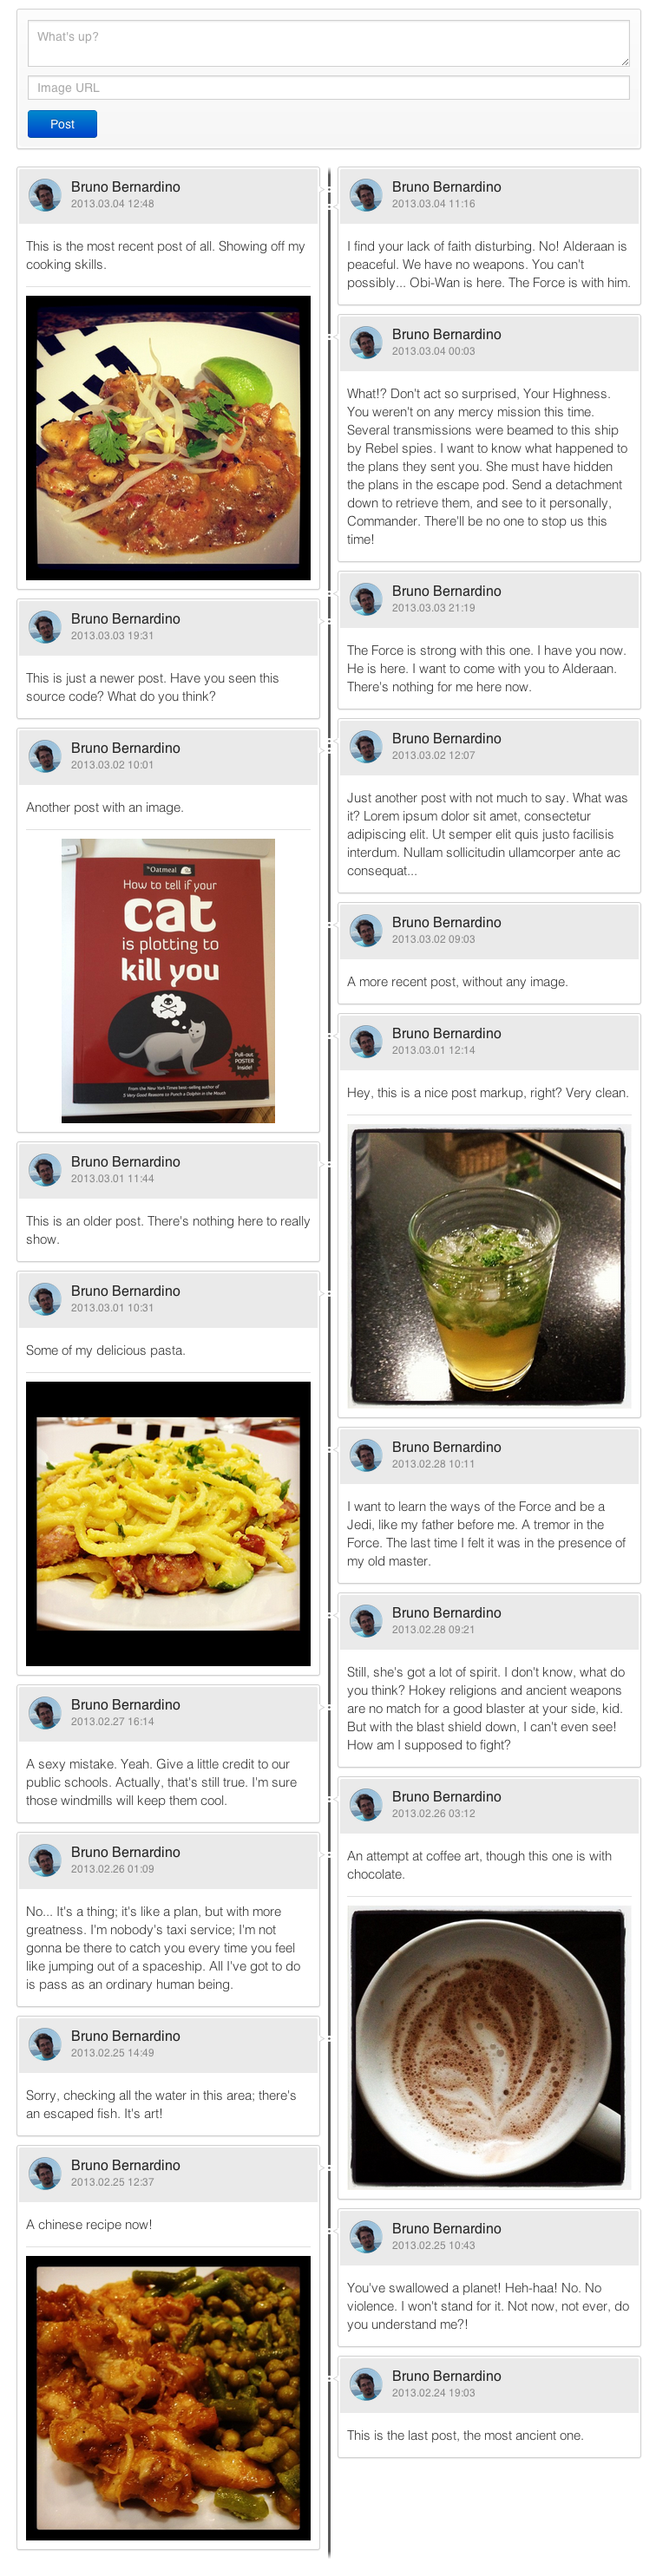 What's up?
Image URL
Post
Bruno Bernardino
2013.03.04 12:48
This is the most recent post of all. Showing off my
cooking skills.
Bruno Bernardino
2013.03.03 19:31
This is just a newer post. Have you seen this
source code? What do you think?
Bruno Bernardino
2013.03.02 10:01
Another post with an image.
The Oatmeal
How to tell if your
cat
is plotting to
kill you
Pull-out
POSTER
Inside!
From the New York Times best-selling author of
5 Very Good Reasons to Punch a Dolphin in the Mouth
Bruno Bernardino
2013.03.01 11:44
This is an older post. There's nothing here to really
show.
Bruno Bernardino
2013.03.01 10:31
Some of my delicious pasta.
Bruno Bernardino
2013.02.27 16:14
A sexy mistake. Yeah. Give a little credit to our
public schools. Actually, that's still true. I'm sure
those windmills will keep them cool.
Bruno Bernardino
2013.02.26 01:09
No... It's a thing; it's like a plan, but with more
greatness. I'm nobody's taxi service; I'm not
gonna be there to catch you every time you feel
like jumping out of a spaceship. All I've got to do
is pass as an ordinary human being.
Bruno Bernardino
2013.02.25 14:49
Sorry, checking all the water in this area; there's
an escaped fish. It's art!
Bruno Bernardino
2013.02.25 12:37
A chinese recipe now!
Bruno Bernardino
2013.03.04 11:16
I find your lack of faith disturbing. No! Alderaan is
peaceful. We have no weapons. You can't
possibly... Obi-Wan is here. The Force is with him.
Bruno Bernardino
2013.03.04 00:03
What!? Don't act so surprised, Your Highness.
You weren't on any mercy mission this time.
Several transmissions were beamed to this ship
by Rebel spies. I want to know what happened to
the plans they sent you. She must have hidden
the plans in the escape pod. Send a detachment
down to retrieve them, and see to it personally,
Commander. There'll be no one to stop us this
time!
Bruno Bernardino
2013.03.03 21:19
The Force is strong with this one. I have you now.
He is here. I want to come with you to Alderaan.
There's nothing for me here now.
Bruno Bernardino
2013.03.02 12:07
Just another post with not much to say. What was
it? Lorem ipsum dolor sit amet, consectetur
adipiscing elit. Ut semper elit quis justo facilisis
interdum. Nullam sollicitudin ullamcorper ante ac
consequat...
Bruno Bernardino
2013.03.02 09:03
A more recent post, without any image.
Bruno Bernardino
2013.03.01 12:14
Hey, this is a nice post markup, right? Very clean.
Bruno Bernardino
2013.02.28 10:11
I want to learn the ways of the Force and be a
Jedi, like my father before me. A tremor in the
Force. The last time I felt it was in the presence of
my old master.
Bruno Bernardino
2013.02.28 09:21
Still, she's got a lot of spirit. I don't know, what do
you think? Hokey religions and ancient weapons
are no match for a good blaster at your side, kid.
But with the blast shield down, I can't even see!
How am I supposed to fight?
Bruno Bernardino
2013.02.26 03:12
An attempt at coffee art, though this one is with
chocolate.
Bruno Bernardino
2013.02.25 10:43
You've swallowed a planet! Heh-haa! No. No
violence. I won't stand for it. Not now, not ever, do
you understand me?!
Bruno Bernardino
2013.02.24 19:03
This is the last post, the most ancient one.